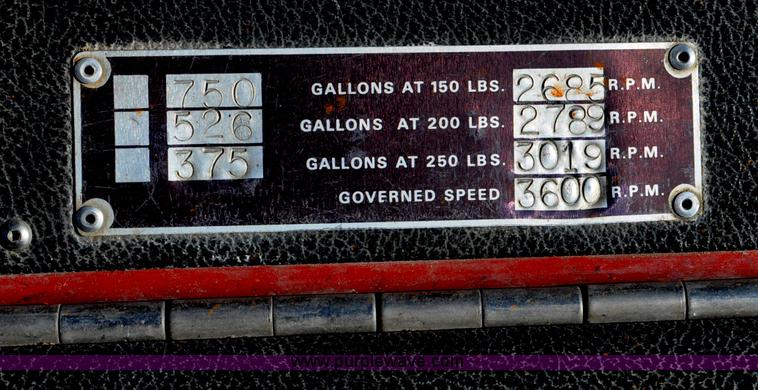 750 GALLONS AT 150 LBS. 2685 R.P.M.
526 GALLONS AT 200 LBS. 2789 R.P.M.
375 GALLONS AT 250 LBS. 3019 R.P.M.
GOVERNED SPEED 3600 R.P.M.
www.purplewave.com